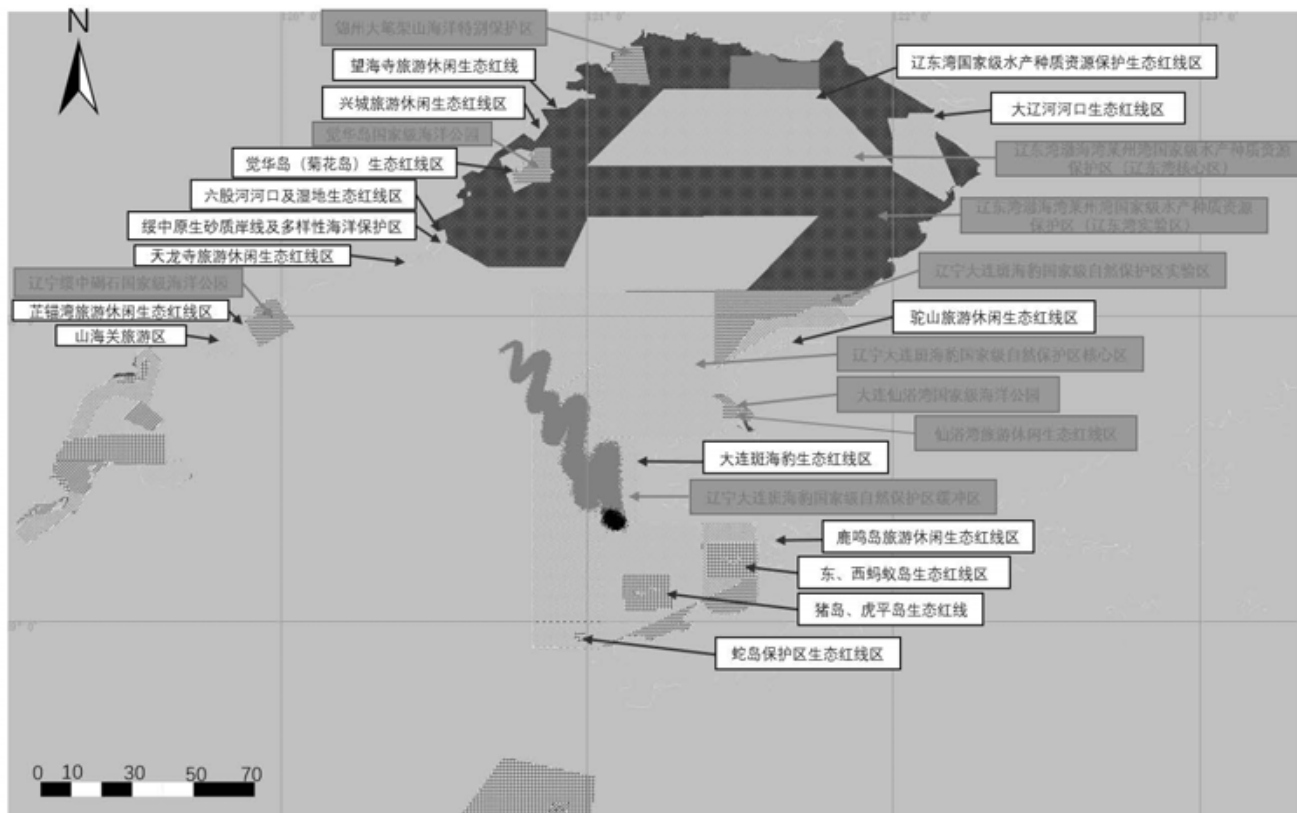 N
120° 0′
121° 0′
122° 0′
123° 0′
锦州大笔架山海洋特别保护区
望海寺旅游休闲生态红线
兴城旅游休闲生态红线区
觉华岛国家级海洋公园
觉华岛（菊花岛）生态红线区
六股河河口及湿地生态红线区
绥中原生砂质岸线及多样性海洋保护区
天龙寺旅游休闲生态红线区
辽宁绥中碣石国家级海洋公园
芷锚湾旅游休闲生态红线区
山海关旅游区
辽东湾国家级水产种质资源保护生态红线区
大辽河河口生态红线区
辽东湾渤海湾莱州湾国家级水产种质资源
保护区（辽东湾核心区）
辽东湾渤海湾莱州湾国家级水产种质资源
保护区（辽东湾实验区）
辽宁大连斑海豹国家级自然保护区实验区
驼山旅游休闲生态红线区
辽宁大连斑海豹国家级自然保护区核心区
大连仙浴湾国家级海洋公园
仙浴湾旅游休闲生态红线区
大连斑海豹生态红线区
辽宁大连斑海豹国家级自然保护区缓冲区
鹿鸣岛旅游休闲生态红线区
东、西蚂蚁岛生态红线区
猪岛、虎平岛生态红线
蛇岛保护区生态红线区
0 10 30 50 70